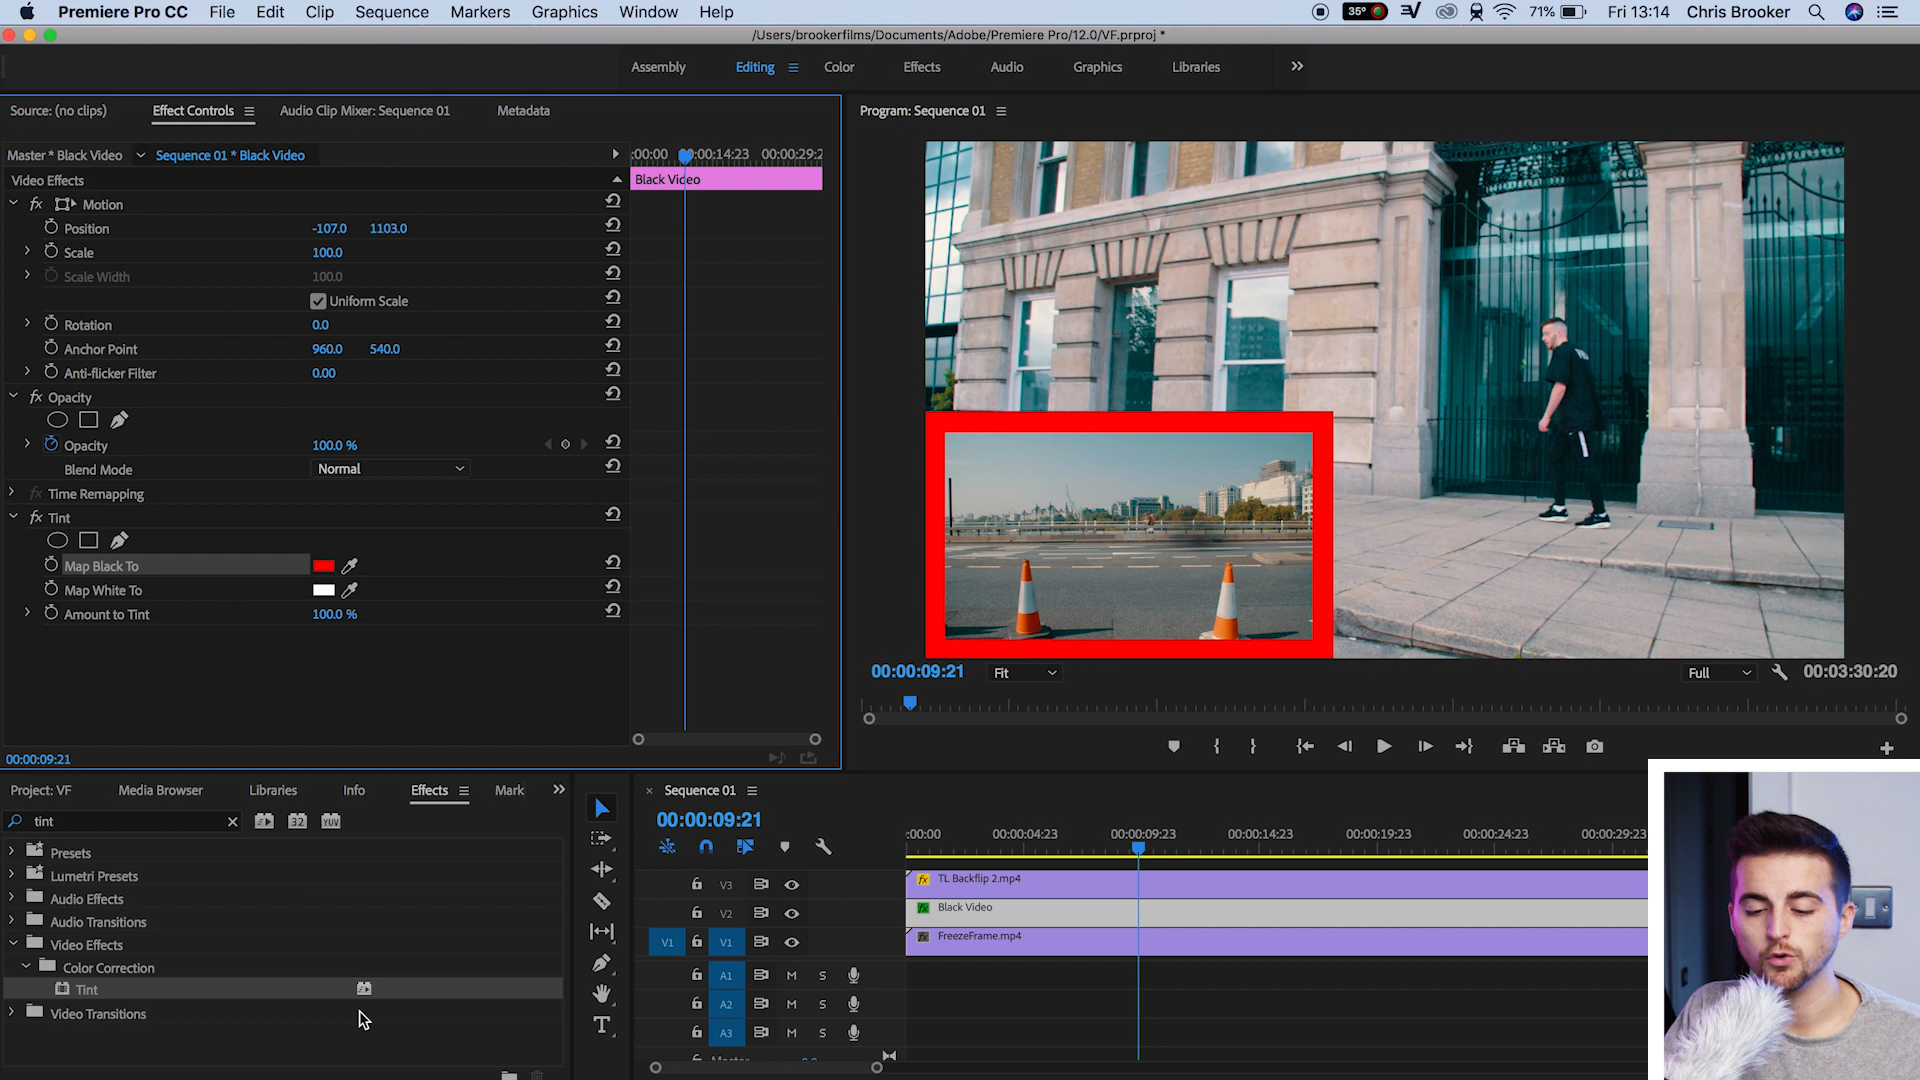 Premiere Pro CC File Edit Clip Sequence Markers Graphics Window Help 35° 71% Fri 13:14 Chris Brooker
/Users/brookerfilms/Documents/Adobe/Premiere Pro/12.0/VF.prproj *
Assembly Editing Color Effects Audio Graphics Libraries
Source: (no clips) Effect Controls Audio Clip Mixer: Sequence 01 Metadata
Program: Sequence 01
Master * Black Video Sequence 01 * Black Video
:00:00 00:00:14:23 00:00:29:2
Video Effects
Black Video
fx Motion
Position -107.0 1103.0
Scale 100.0
Scale Width 100.0
Uniform Scale
Rotation 0.0
Anchor Point 960.0 540.0
Anti-flicker Filter 0.00
fx Opacity
Opacity 100.0 %
Blend Mode Normal
fx Time Remapping
fx Tint
Map Black To
Map White To
Amount to Tint 100.0 %
00:00:09:21
00:00:09:21 Fit Full 00:03:30:20
Project: VF Media Browser Libraries Info Effects Mark
tint 32 YUV
Presets
Lumetri Presets
Audio Effects
Audio Transitions
Video Effects
Color Correction
Tint
Video Transitions
T
Sequence 01
00:00:09:21
:00:00 00:00:04:23 00:00:09:23 00:00:14:23 00:00:19:23 00:00:24:23 00:00:29:23
V3 fx TL Backflip 2.mp4
V2 fx Black Video
V1 V1 fx FreezeFrame.mp4
A1 M S
A2 M S
A3 M S